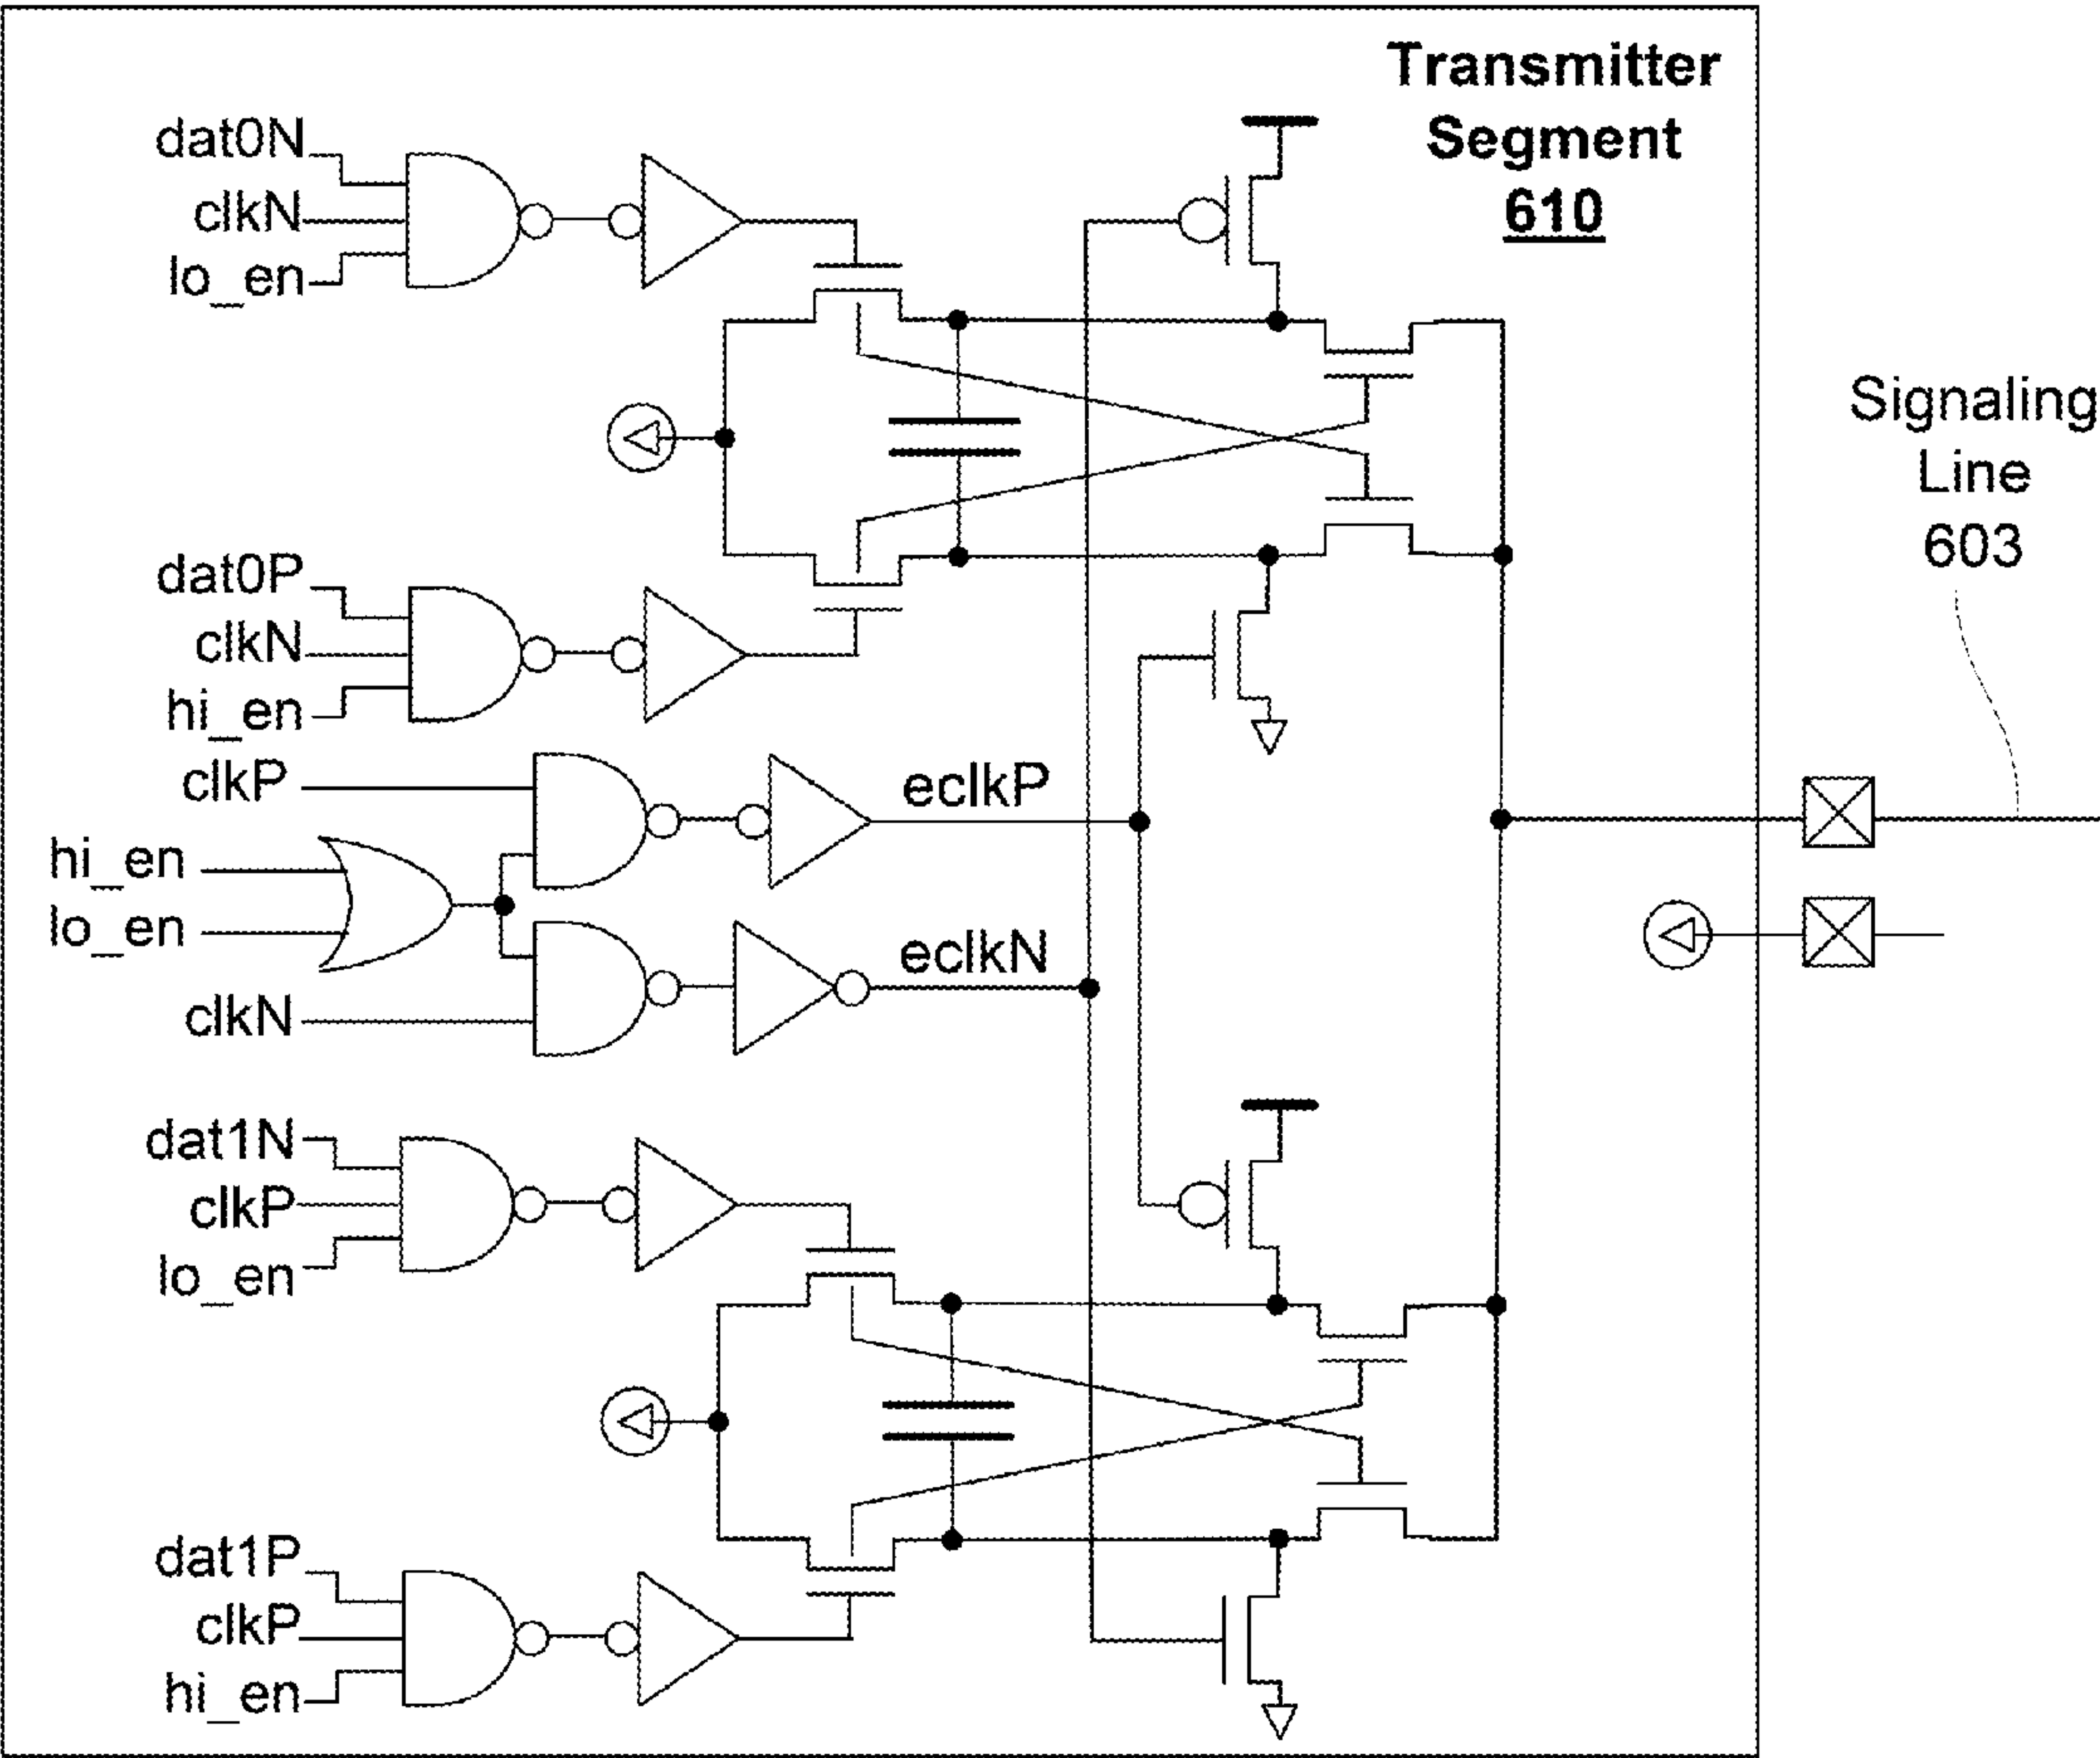 Transmitter
Segment
610
dat0N
clkN
lo_en
Signaling
Line
603
dat0P
clkN
hi_en
clkP
eclkP
hi_en
lo_en
eclkN
clkN
dat1N
clkP
lo_en
dat1P
clkP
hi_en